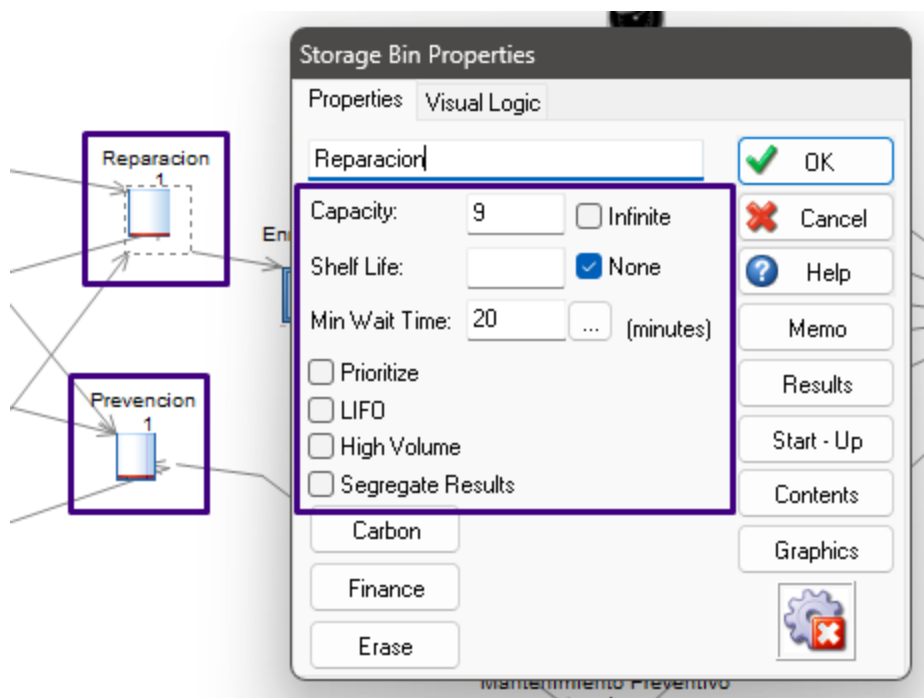 Storage Bin Properties
Properties
Visual Logic
Reparacion
OK
Capacity:
9
Infinite
Cancel
Shelf Life:
None
Help
Min Wait Time:
20
...
(minutes)
Memo
Prioritize
Results
LIFO
High Volume
Start - Up
Segregate Results
Contents
Carbon
Graphics
Finance
Erase
Reparacion
1
Prevencion
1
Mantenimiento Preventivo